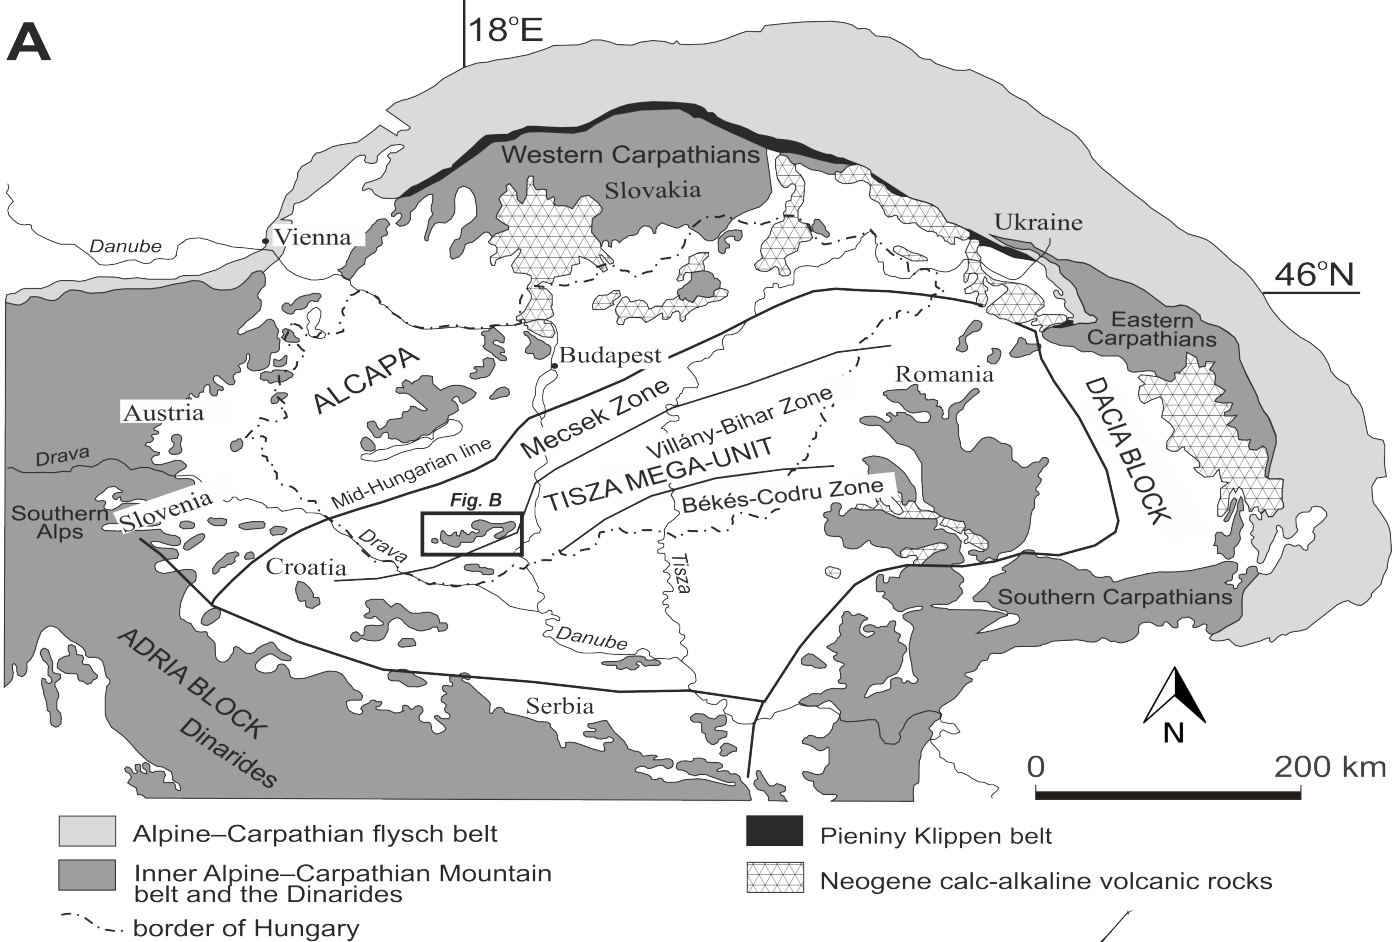 A
18°E
Western Carpathians
Slovakia
Ukraine
Vienna
Danube
46°N
Eastern
Carpathians
Budapest
ALCAPA
Romania
Austria
Mecsek Zone
DACIA BLOCK
Villány-Bihar Zone
Drava
Mid-Hungarian line
TISZA MEGA-UNIT
Békés-Codru Zone
Fig. B
Slovenia
Southern
Alps
Drava
Croatia
Tisza
Southern Carpathians
Danube
ADRIA BLOCK
Dinarides
Serbia
N
0
200 km
Alpine–Carpathian flysch belt
Pieniny Klippen belt
Inner Alpine–Carpathian Mountain
belt and the Dinarides
Neogene calc-alkaline volcanic rocks
border of Hungary